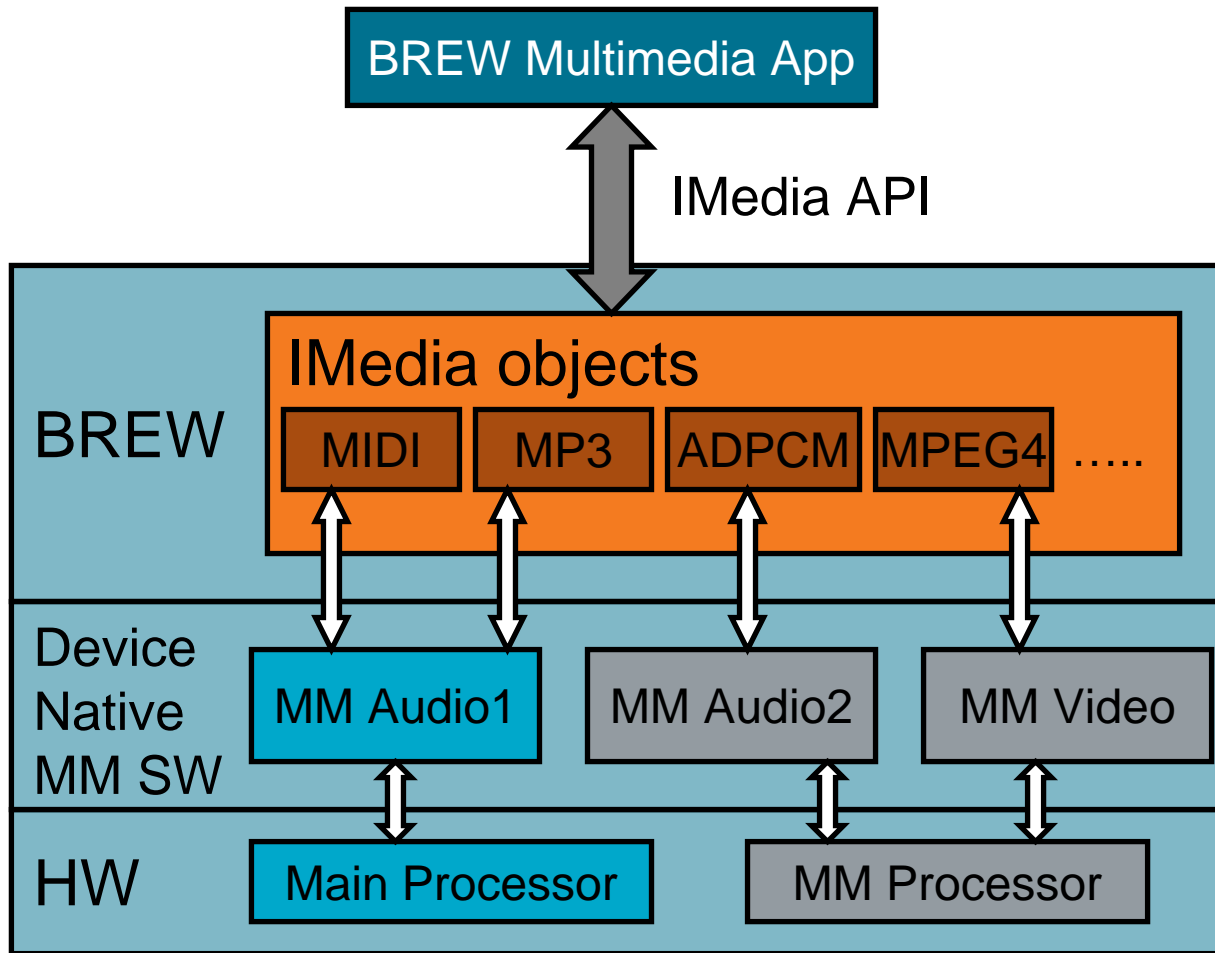 BREW Multimedia App
IMedia API
IMedia objects
BREW
MIDI
MP3
ADPCM
MPEG4
.....
Device
Native
MM SW
MM Audio1
MM Audio2
MM Video
HW
Main Processor
MM Processor